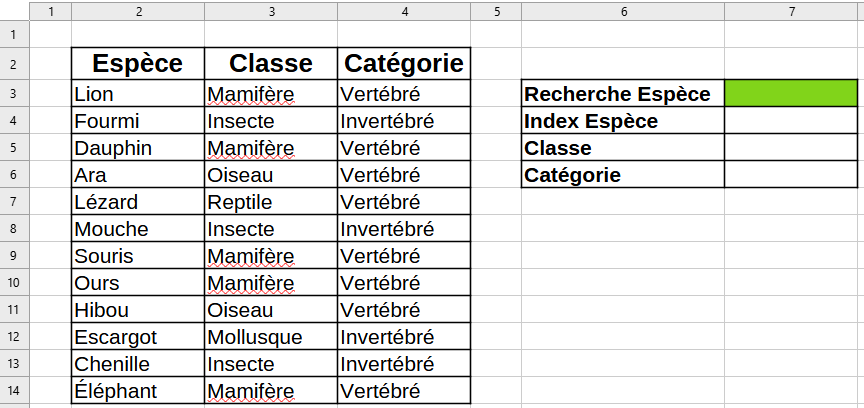 1 2 3 4 5 6 7
1
2 Espèce Classe Catégorie
3 Lion Mamifère Vertébré Recherche Espèce
4 Fourmi Insecte Invertébré Index Espèce
5 Dauphin Mamifère Vertébré Classe
6 Ara Oiseau Vertébré Catégorie
7 Lézard Reptile Vertébré
8 Mouche Insecte Invertébré
9 Souris Mamifère Vertébré
10 Ours Mamifère Vertébré
11 Hibou Oiseau Vertébré
12 Escargot Mollusque Invertébré
13 Chenille Insecte Invertébré
14 Éléphant Mamifère Vertébré